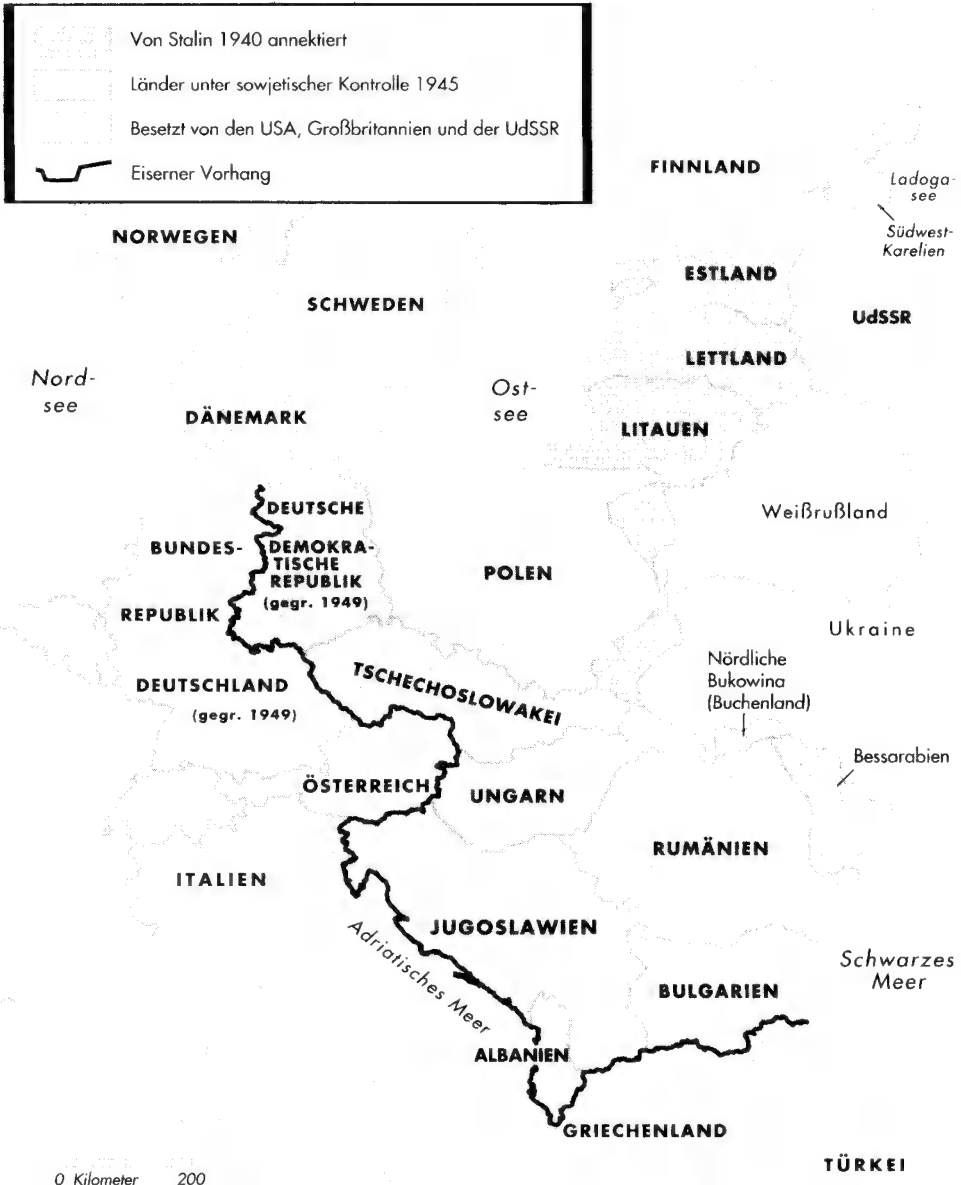 Von Stalin 1940 annektiert
Länder unter sowjetischer Kontrolle 1945
Besetzt von den USA, Großbritannien und der UdSSR
Eiserner Vorhang
FINNLAND
Ladoga-
see
Südwest-
Karelien
NORWEGEN
ESTLAND
SCHWEDEN
UdSSR
LETTLAND
Nord-
see
Ost-
see
DÄNEMARK
LITAUEN
DEUTSCHE
DEMOKRA-
TISCHE
REPUBLIK
(gegr. 1949)
Weißrußland
BUNDES-
REPUBLIK
DEUTSCHLAND
(gegr. 1949)
POLEN
Ukraine
TSCHECHOSLOWAKEI
Nördliche
Bukowina
(Buchenland)
Bessarabien
ÖSTERREICH
UNGARN
RUMÄNIEN
ITALIEN
JUGOSLAWIEN
Adriatisches Meer
Schwarzes
Meer
BULGARIEN
ALBANIEN
GRIECHENLAND
TÜRKEI
0 Kilometer 200